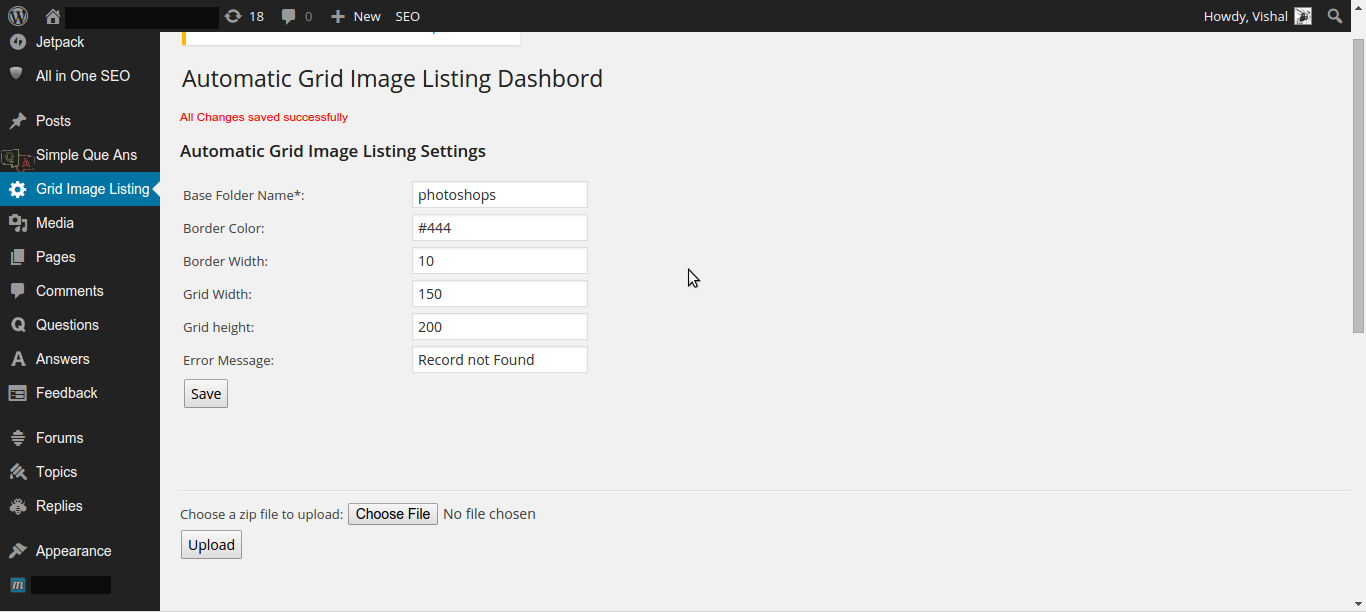 18 0 New SEO Howdy, Vishal
Jetpack
All in One SEO
Posts
Simple Que Ans
Grid Image Listing
Media
Pages
Comments
Questions
Answers
Feedback
Forums
Topics
Replies
Appearance
Automatic Grid Image Listing Dashbord
All Changes saved successfully
Automatic Grid Image Listing Settings
Base Folder Name*: photoshops
Border Color: #444
Border Width: 10
Grid Width: 150
Grid height: 200
Error Message: Record not Found
Save
Choose a zip file to upload: Choose File No file chosen
Upload